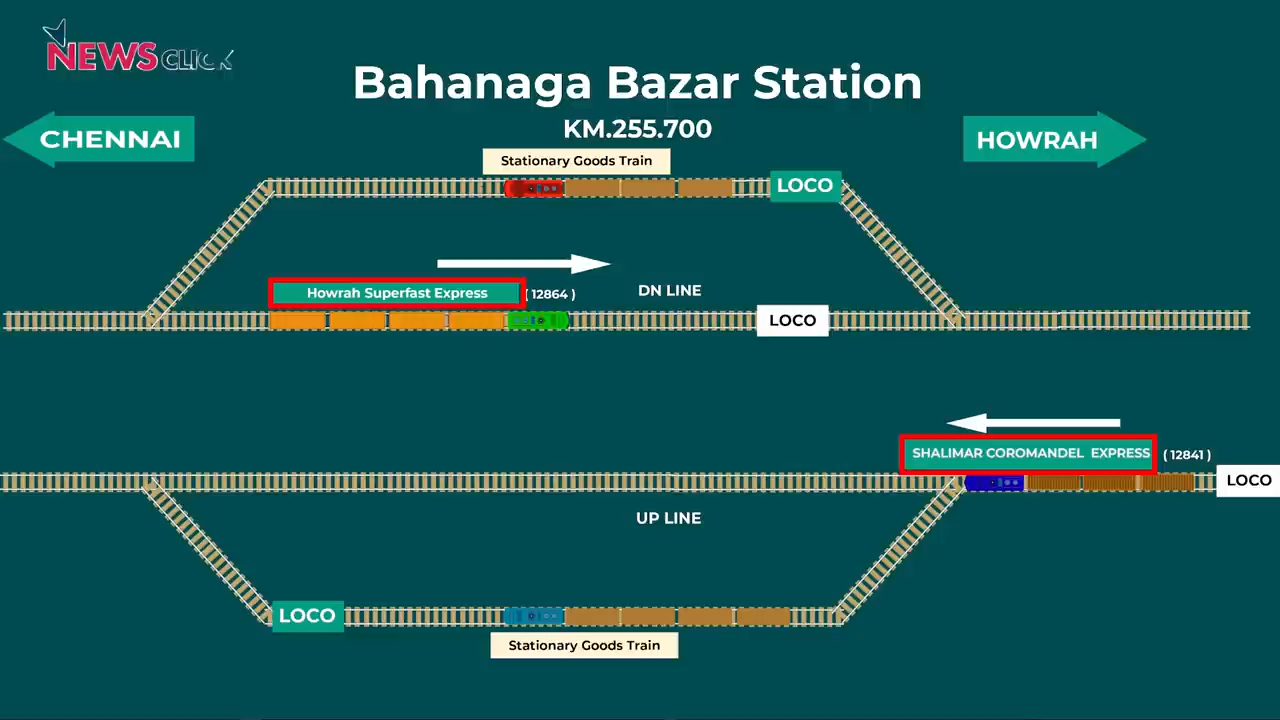 NEWSCLICK
Bahanaga Bazar Station
CHENNAI
KM.255.700
HOWRAH
Stationary Goods Train
LOCO
Howrah Superfast Express
( 12864 )
DN LINE
LOCO
SHALIMAR COROMANDEL EXPRESS
( 12841 )
LOCO
UP LINE
LOCO
Stationary Goods Train